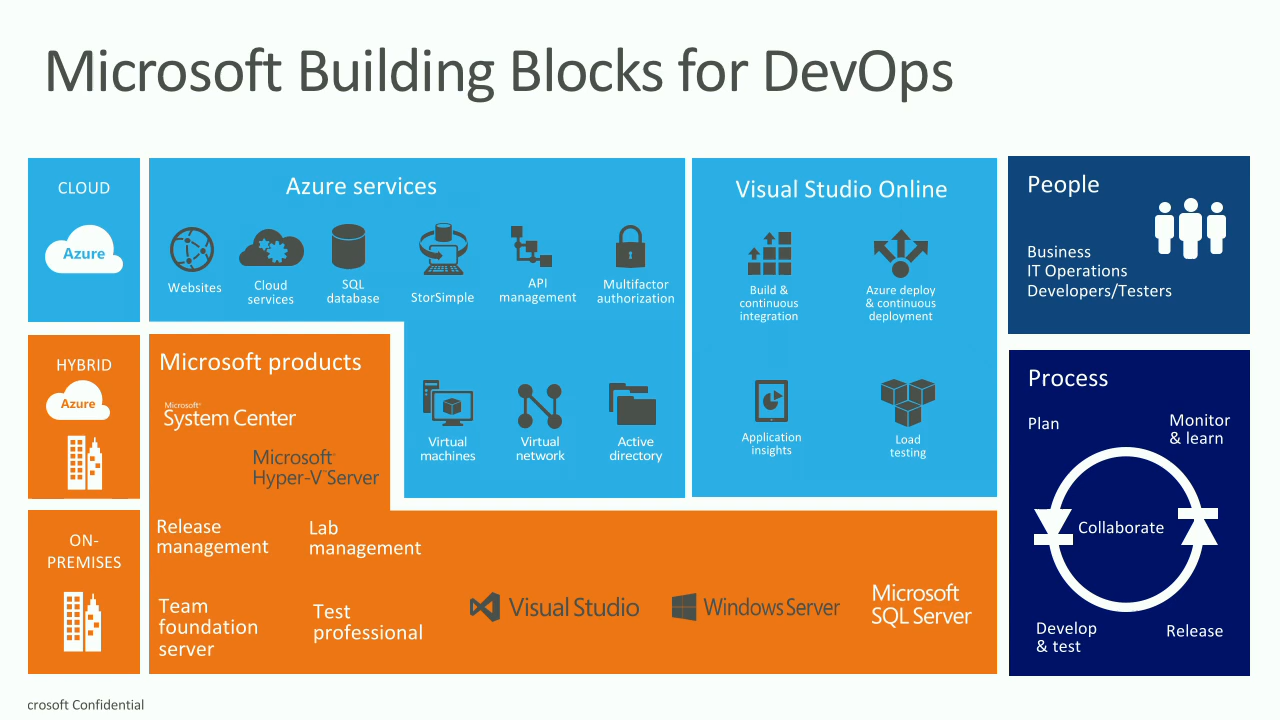 Microsoft Building Blocks for DevOps
CLOUD
Azure
Azure services
Websites
Cloud
services
SQL
database
StorSimple
API
management
Multifactor
authorization
Virtual
machines
Virtual
network
Active
directory
Visual Studio Online
Build &
continuous
integration
Azure deploy
& continuous
deployment
Application
insights
Load
testing
People
Business
IT Operations
Developers/Testers
HYBRID
Azure
Microsoft products
Microsoft®
System Center
Microsoft®
Hyper-V™Server
ON-
PREMISES
Release
management
Lab
management
Team
foundation
server
Test
professional
Visual Studio
Windows Server
Microsoft
SQL Server
Process
Plan
Monitor
& learn
Collaborate
Develop
& test
Release
crosoft Confidential